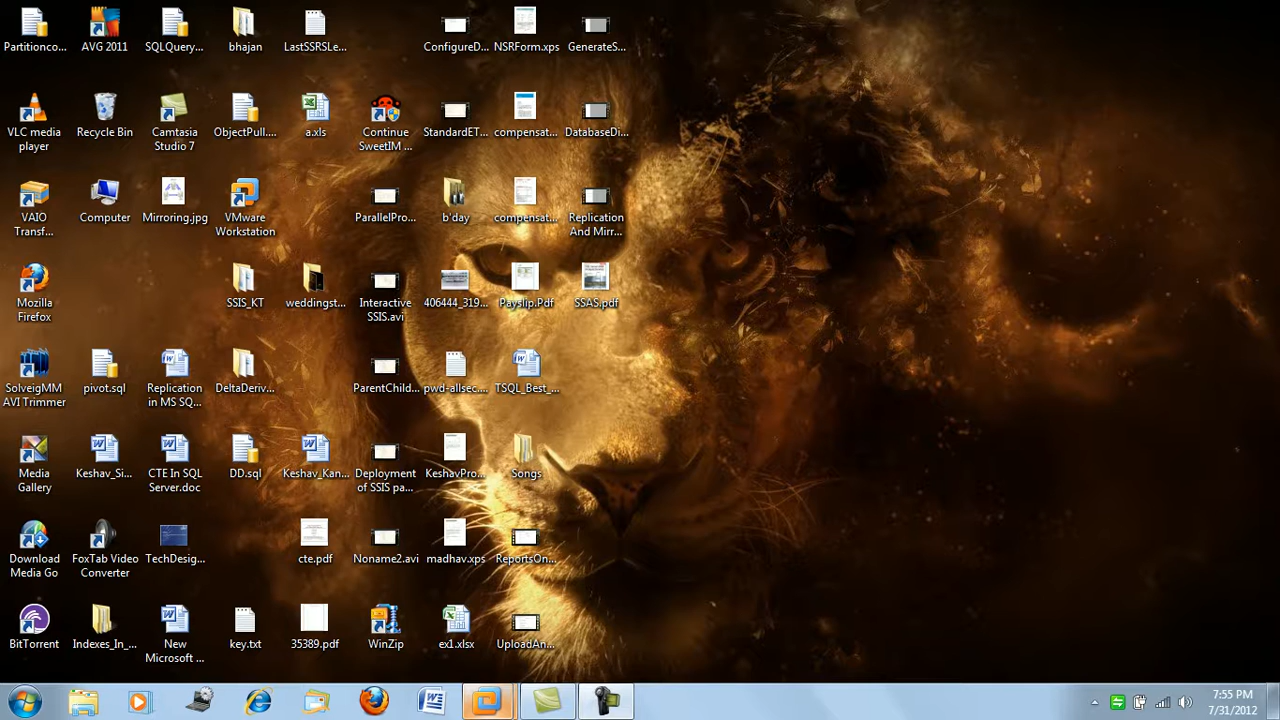 Partitionco...
AVG 2011
SQLQuery...
bhajan
LastSSRSLe...
ConfigureD...
NSRForm.xps
GenerateS...
VLC media
player
Recycle Bin
Camtasia
Studio 7
ObjectPull....
a.xls
Continue
SweetIM ...
StandardET...
compensat...
DatabaseDi...
VAIO
Transf...
Computer
Mirroring.jpg
VMware
Workstation
ParallelPro...
b'day
compensat...
Replication
And Mirr...
Mozilla
Firefox
SSIS_KT
weddingst...
Interactive
SSIS.avi
406444_319...
Payslip.Pdf
SSAS.pdf
SolveigMM
AVI Trimmer
pivot.sql
Replication
in MS SQ...
DeltaDeriv...
ParentChild...
pwd-allsec....
TSQL_Best_...
Media
Gallery
Keshav_Si...
CTE In SQL
Server.doc
DD.sql
Keshav_Kan...
Deployment
of SSIS pa...
KeshavPro...
Songs
Download
Media Go
FoxTab Video
Converter
TechDesig...
cte.pdf
Noname2.avi
madhav.xps
ReportsOn...
BitTorrent
Indexes_In_...
New
Microsoft ...
key.txt
35389.pdf
WinZip
ex1.xlsx
UploadAn...
7:55 PM
7/31/2012